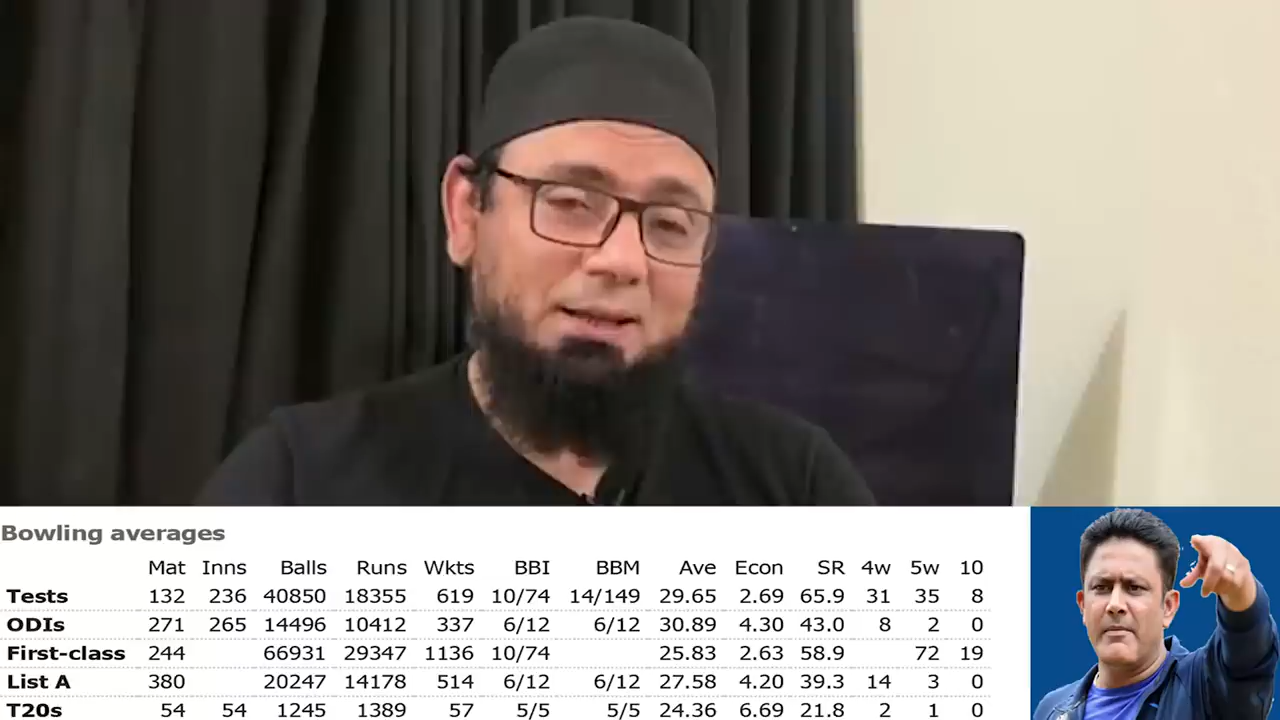 Bowling averages
Mat Inns Balls Runs Wkts BBI BBM Ave Econ SR 4w 5w 10
Tests 132 236 40850 18355 619 10/74 14/149 29.65 2.69 65.9 31 35 8
ODIs 271 265 14496 10412 337 6/12 6/12 30.89 4.30 43.0 8 2 0
First-class 244 66931 29347 1136 10/74 25.83 2.63 58.9 72 19
List A 380 20247 14178 514 6/12 6/12 27.58 4.20 39.3 14 3 0
T20s 54 54 1245 1389 57 5/5 5/5 24.36 6.69 21.8 2 1 0